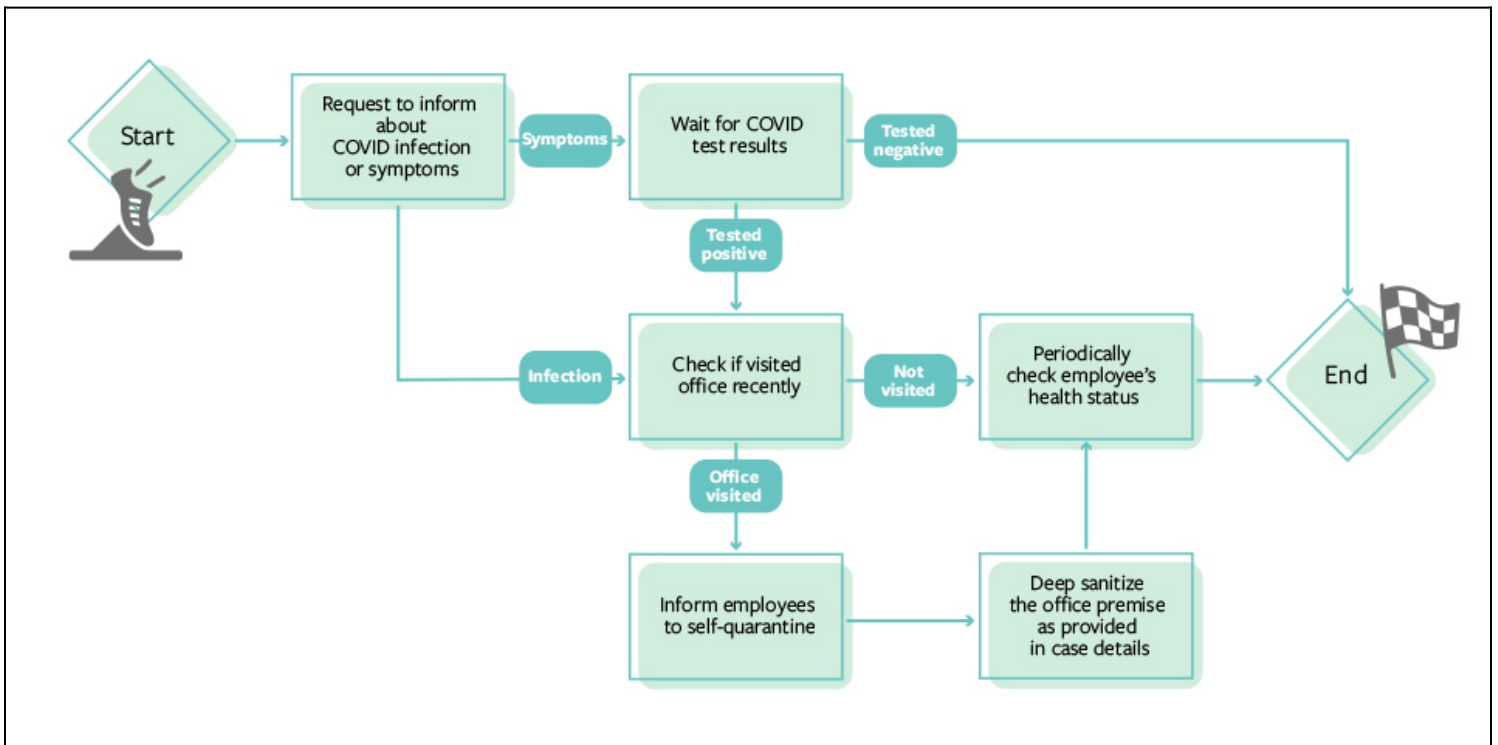 Start
Request to inform
about
COVID infection
or symptoms
Symptoms
Wait for COVID
test results
Tested
negative
Tested
positive
Infection
Check if visited
office recently
Not
visited
Periodically
check employee's
health status
End
Office
visited
Inform employees
to self-quarantine
Deep sanitize
the office premise
as provided
in case details